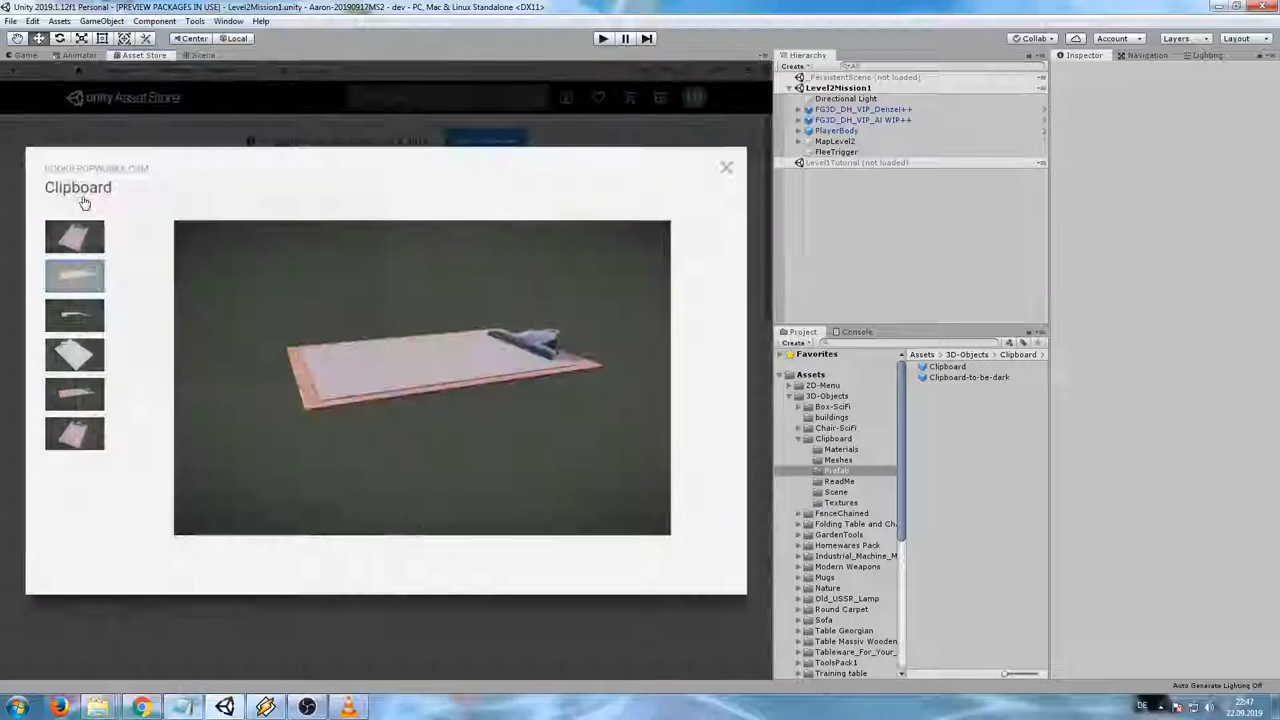 Unity 2019.1.12f1 Personal - [PREVIEW PACKAGES IN USE] - Level2Mission1.unity - Aaron-20190917MS2 - dev - PC, Mac & Linux Standalone <DX11>
File Edit Assets GameObject Component Tools Window Help
Center Local
Collab Account Layers Layout
Game Animator Asset Store Scene
unity Asset Store
Clipboard
Hierarchy
Create All
_PersistentScene (not loaded)
Level2Mission1
Directional Light
FG3D_DH_VIP_Denzel++
FG3D_DH_VIP_Al WIP++
PlayerBody
MapLevel2
FleeTrigger
Level1Tutorial (not loaded)
Project Console
Create
Favorites
Assets
2D-Menu
3D-Objects
Box-SciFi
buildings
Chair-SciFi
Clipboard
Materials
Meshes
Prefab
ReadMe
Scene
Textures
FenceChained
Folding Table and Ch
GardenTools
Homewares Pack
Industrial_Machine_M
Modern Weapons
Mugs
Nature
Old_USSR_Lamp
Round Carpet
Sofa
Table Georgian
Table Massiv Wooden
Tableware_For_Your_
ToolsPack1
Training table
Assets 3D-Objects Clipboard
Clipboard
Clipboard-to-be-dark
Inspector Navigation Lighting
Auto Generate Lighting Off
DE
22:47
22.09.2019